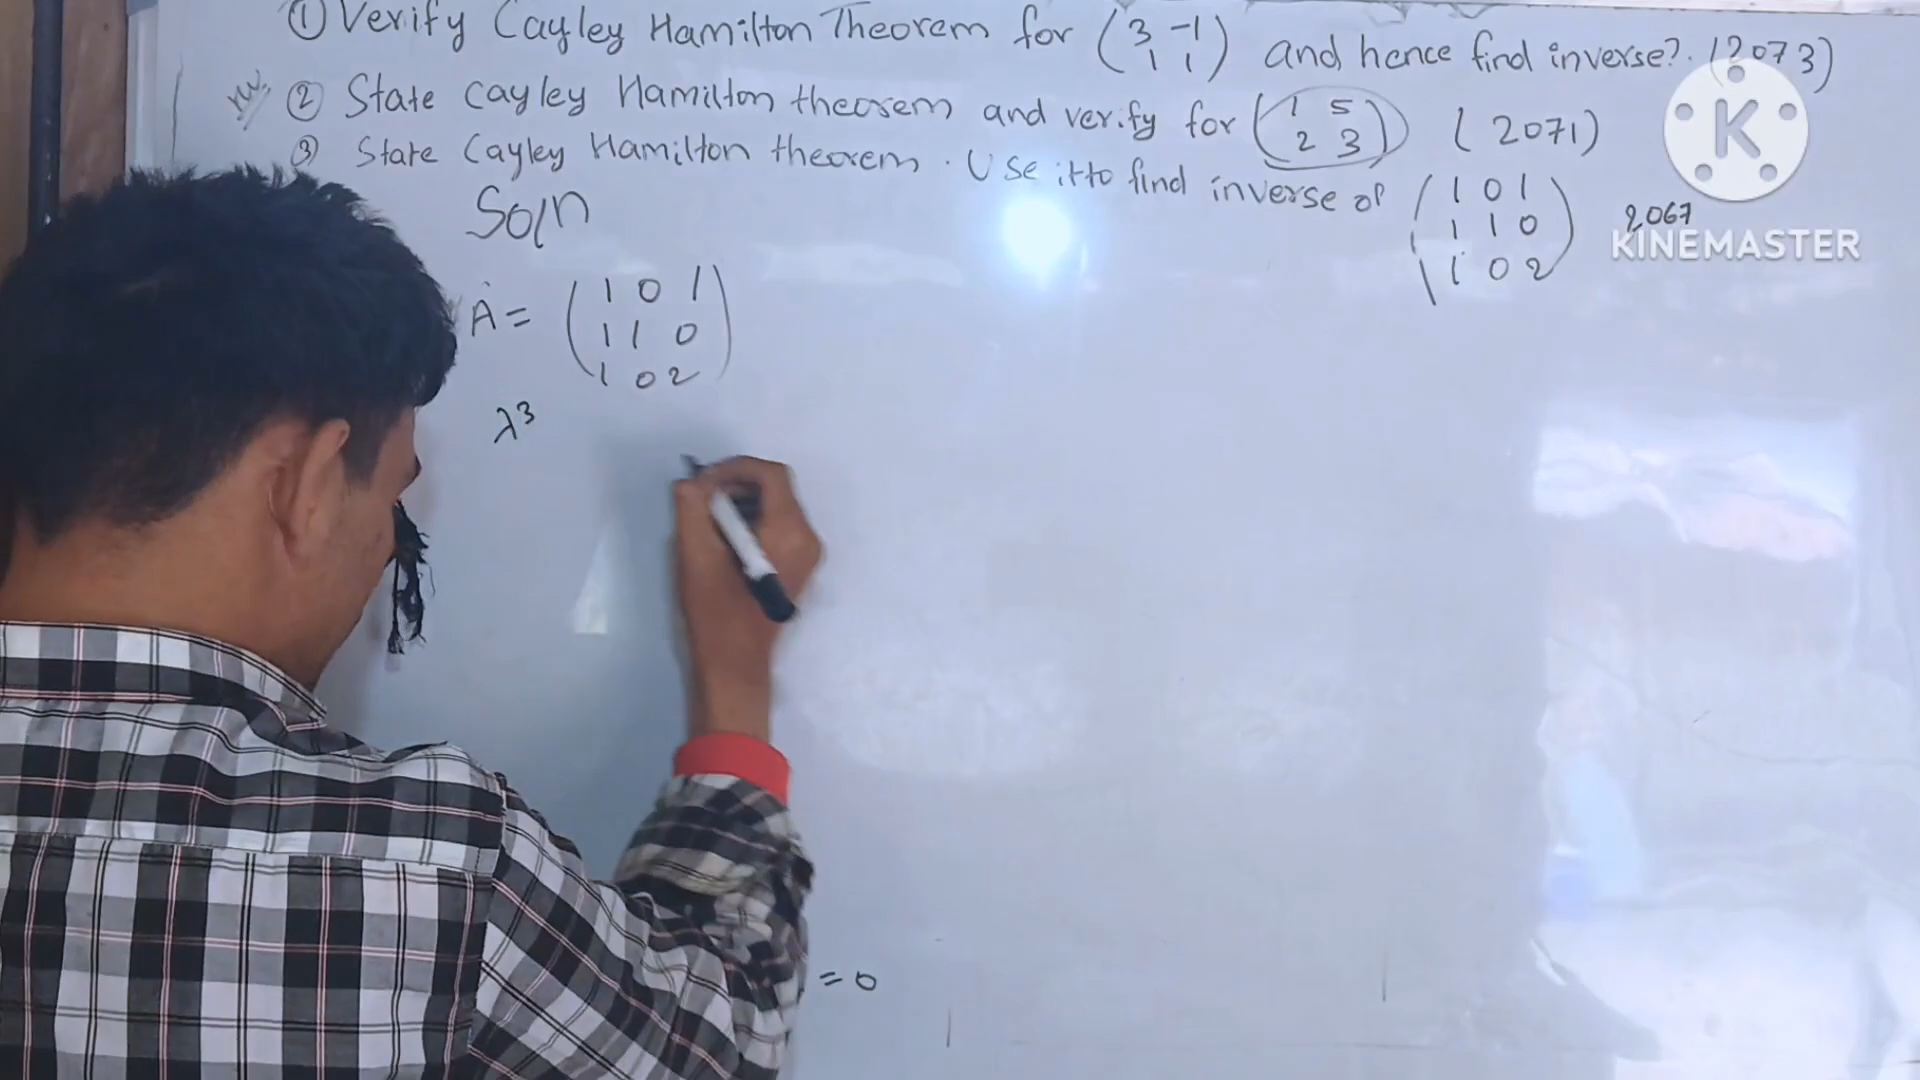 ① Verify Cayley Hamilton Theorem for (3 -1
1 1) and hence find inverse?. (2073)
② State Cayley Hamilton theorem and verify for (1 5
2 3) (2071)
③ State Cayley Hamilton theorem. Use it to find inverse of (1 0 1
1 1 0
1 0 2) 2067
K
KINEMASTER
Soln
A = (1 0 1
1 1 0
1 0 2)
λ³
= 0